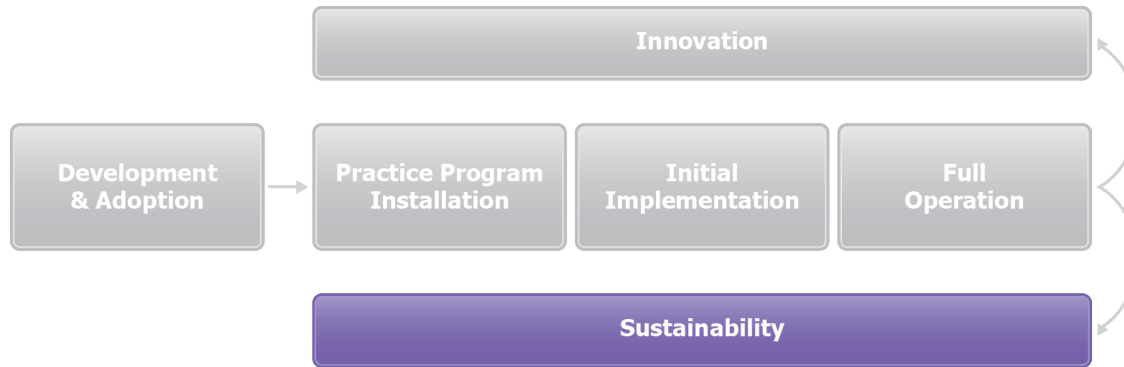 Innovation
Development
& Adoption
Practice Program
Installation
Initial
Implementation
Full
Operation
Sustainability